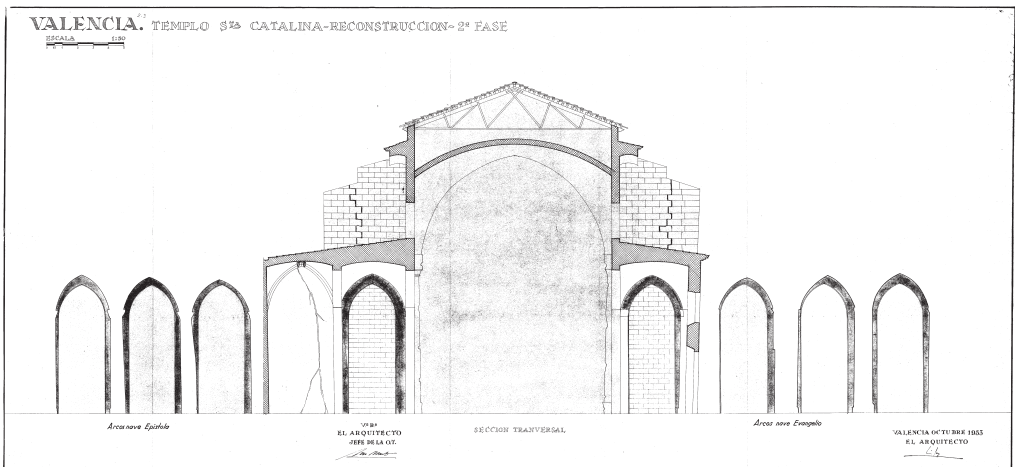 VALENCIA. TEMPLO Sta CATALINA-RECONSTRUCCION-2ª FASE
ESCALA 1:50
Arcos nave Epistola
Vº Bº
EL ARQUITECTO
JEFE DE LA O.T.
SECCION TRANVERSAL
Arcos nave Evangelio
VALENCIA OCTUBRE 1953
EL ARQUITECTO